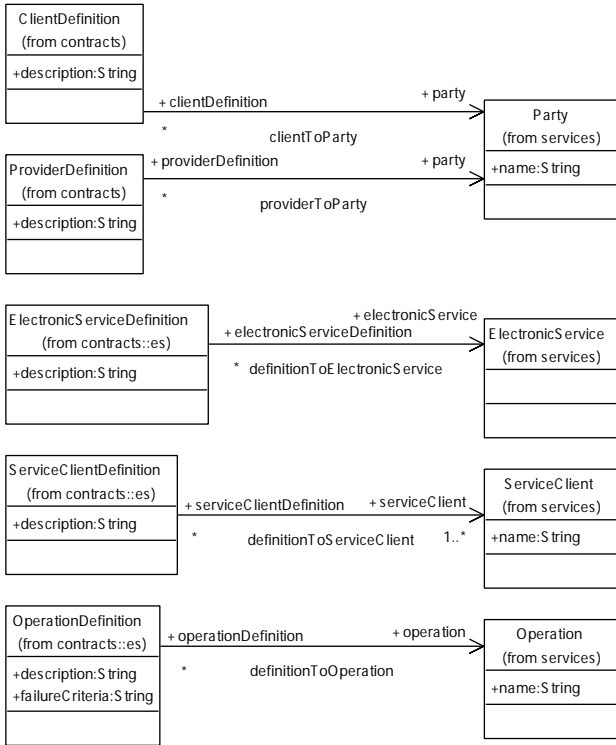 ClientDefinition
(from contracts)
+description:String
+ clientDefinition
+ party
*
clientToParty
Party
(from services)
+name:String
ProviderDefinition
(from contracts)
+description:String
+ providerDefinition
+ party
*
providerToParty
ElectronicServiceDefinition
(from contracts::es)
+description:String
+ electronicService
+ electronicServiceDefinition
* definitionToElectronicService
ElectronicService
(from services)
ServiceClientDefinition
(from contracts::es)
+description:String
+ serviceClientDefinition
+ serviceClient
*
definitionToServiceClient
1..*
ServiceClient
(from services)
+name:String
OperationDefinition
(from contracts::es)
+description:String
+failureCriteria:String
+ operationDefinition
+ operation
*
definitionToOperation
Operation
(from services)
+name:String